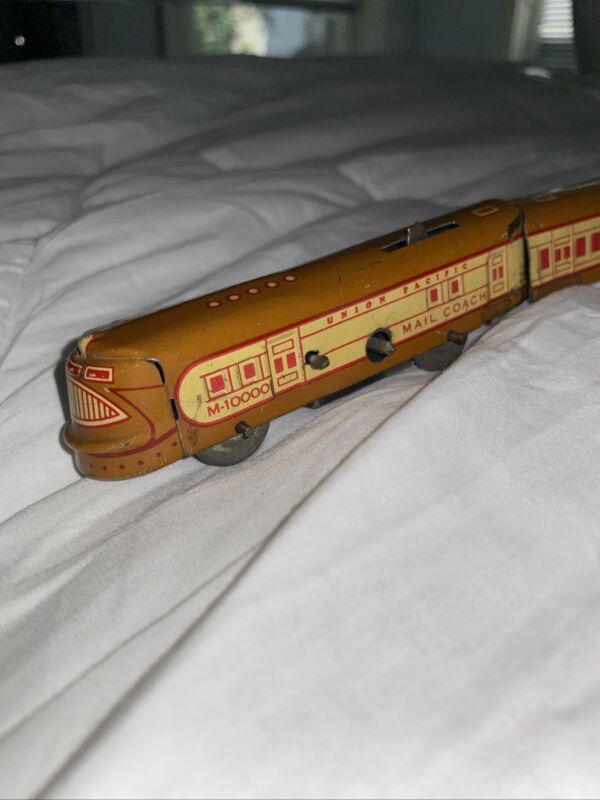 UNION PACIFIC
MAIL COACH
M-10000